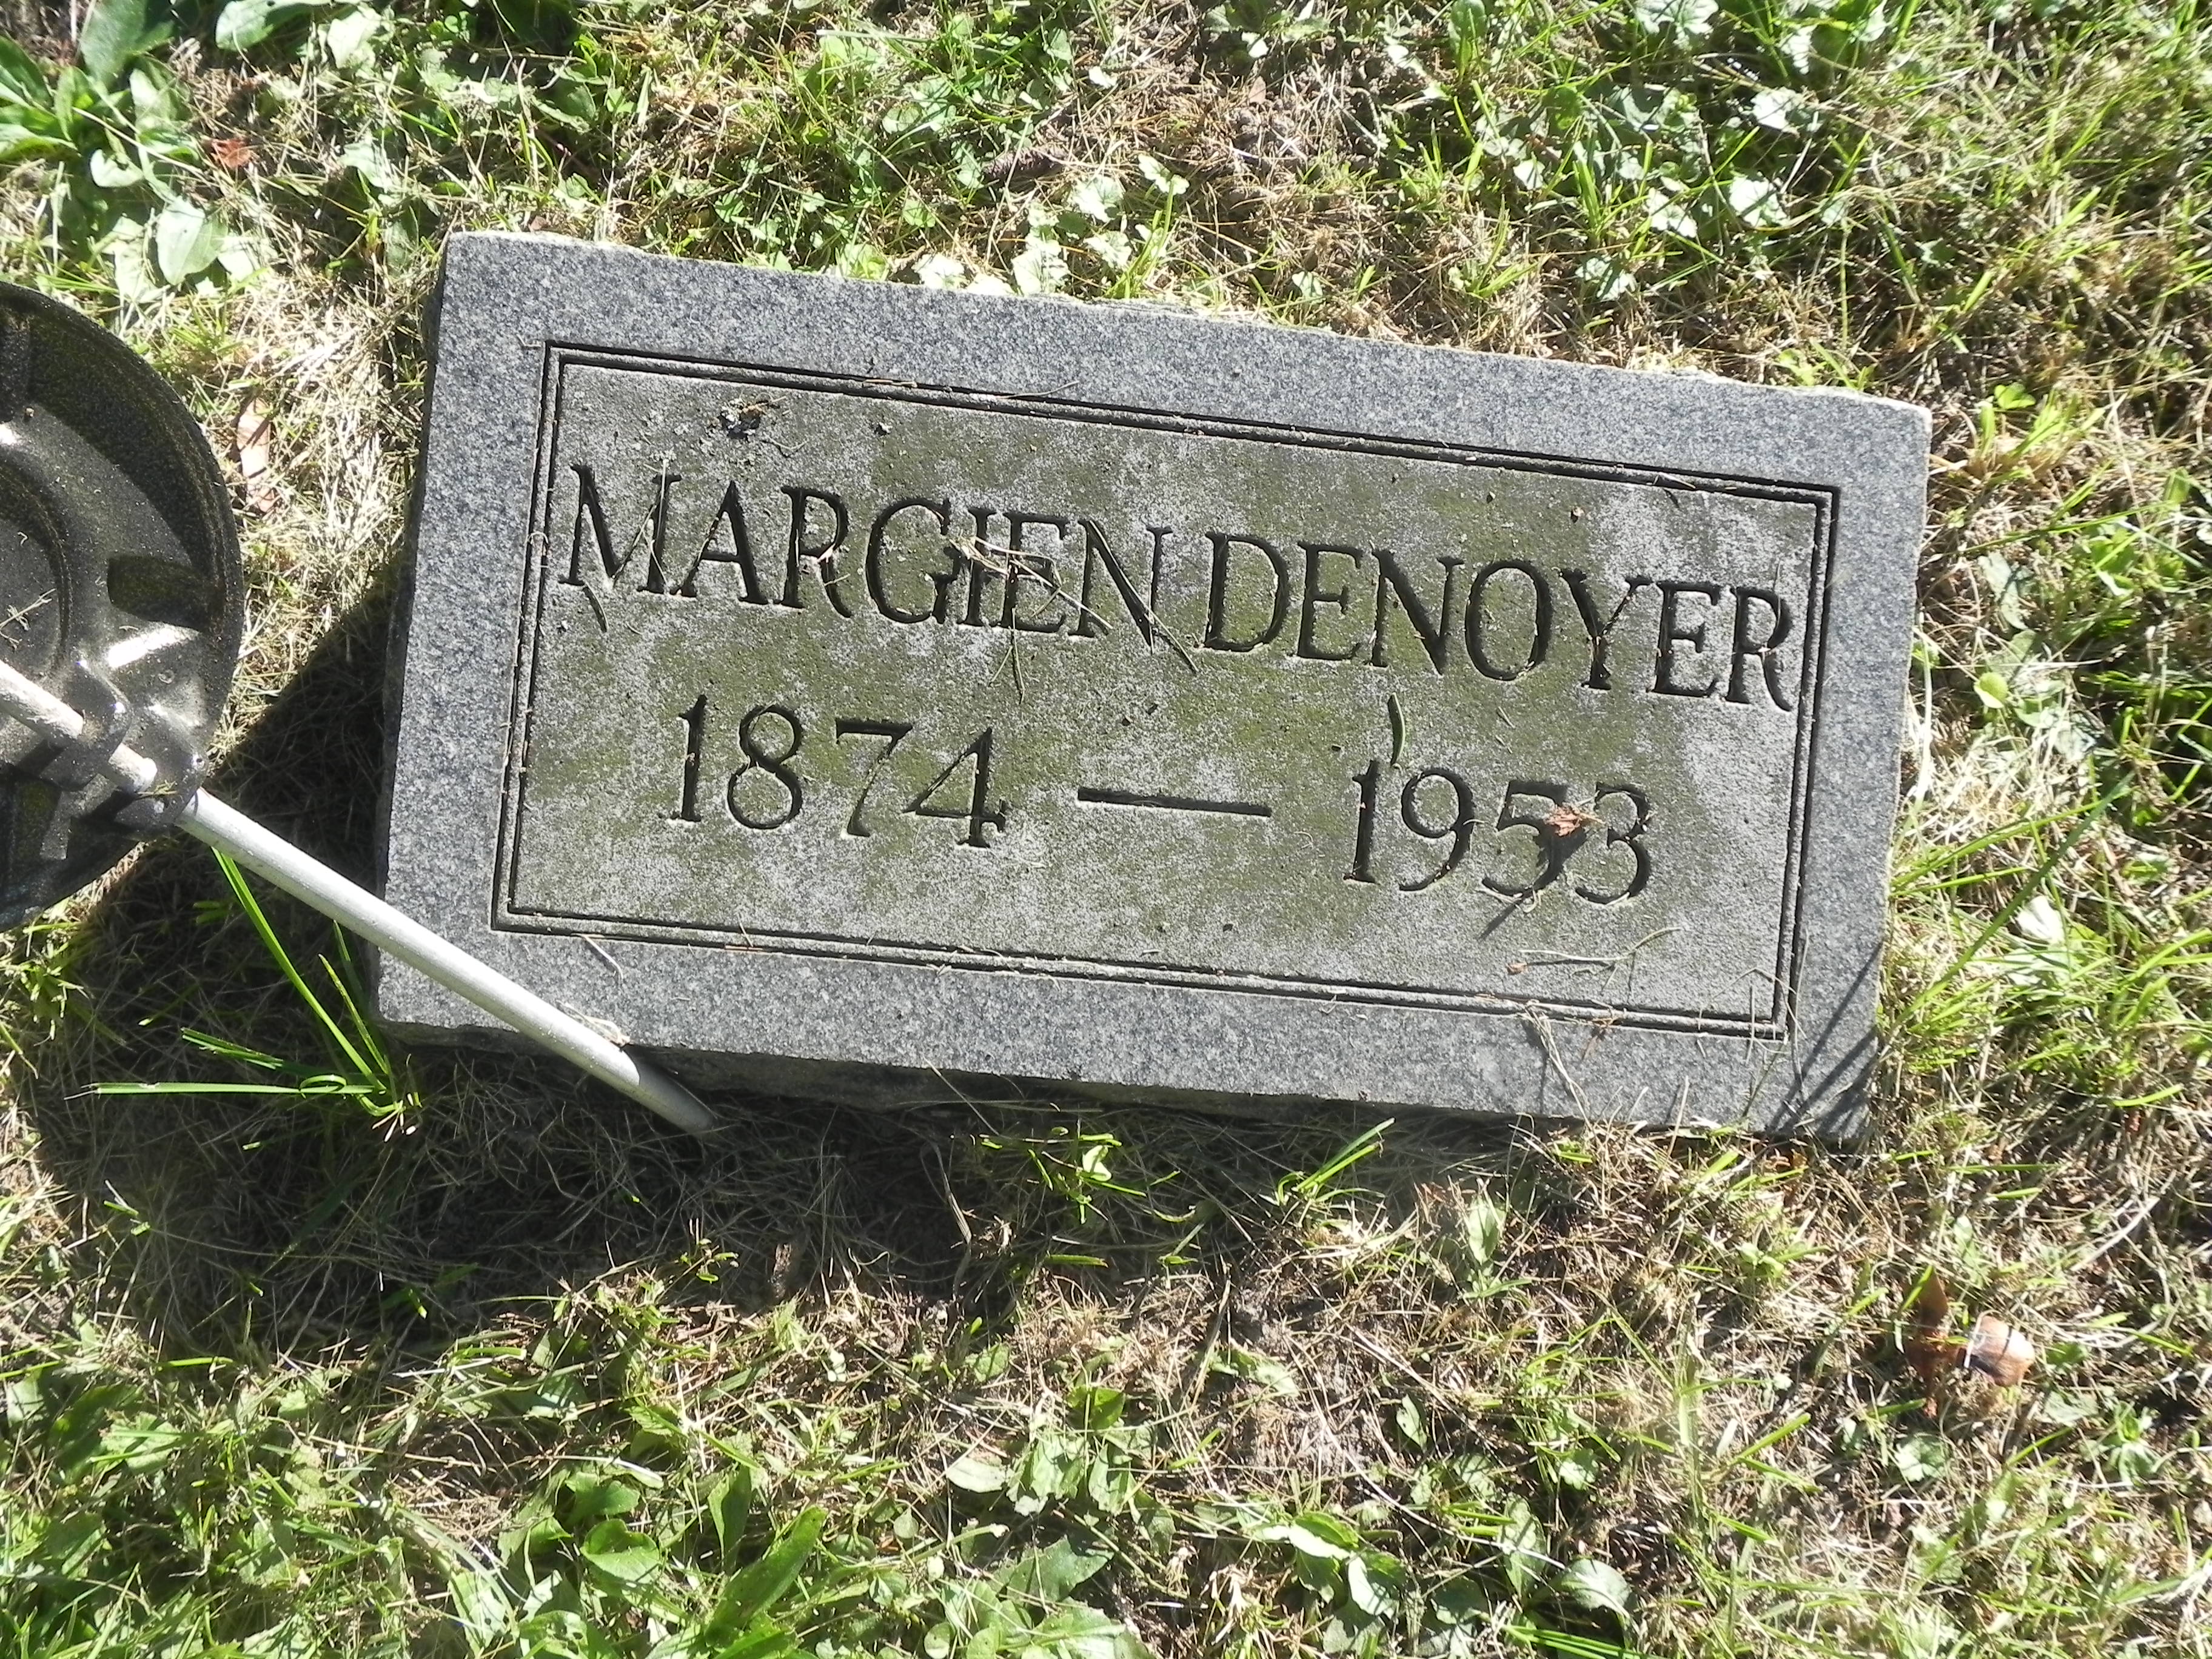 MARGIEN DENOYER
1874 — 1953